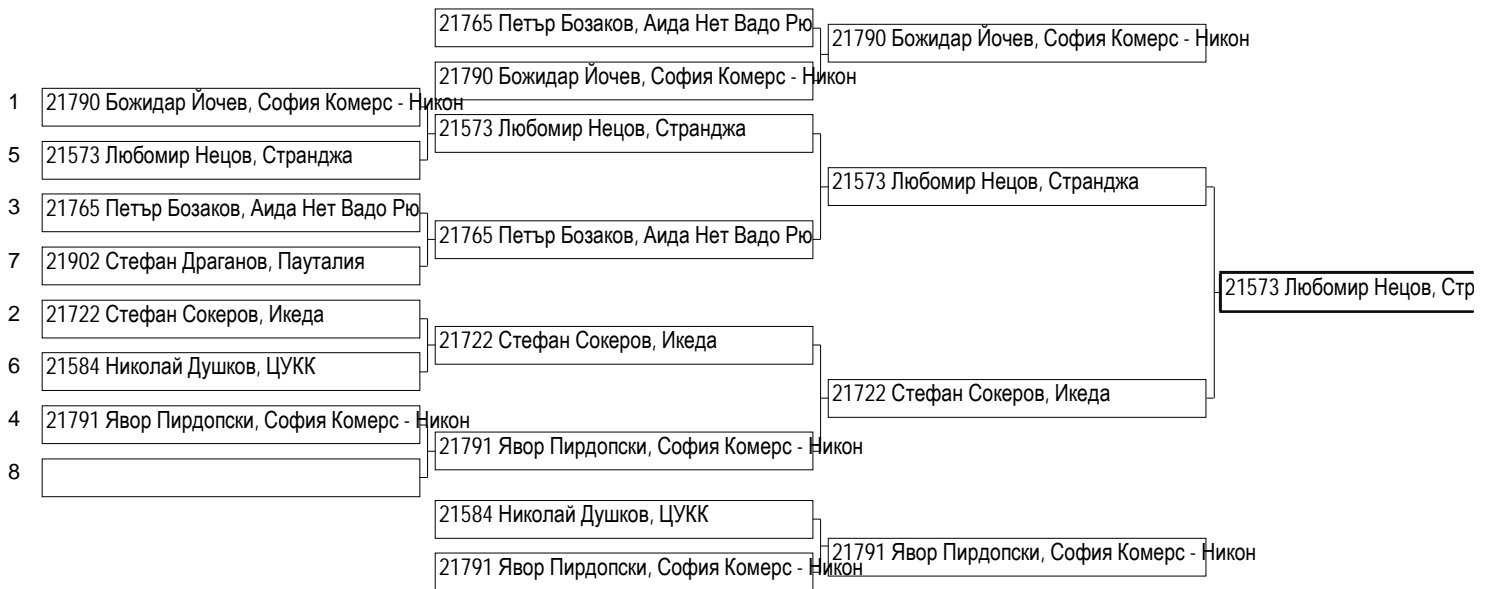 21765 Петър Бозаков, Аида Нет Вадо Рю
21790 Божидар Йочев, София Комерс - Никон
21790 Божидар Йочев, София Комерс - Никон
1 21790 Божидар Йочев, София Комерс - Никон
21573 Любомир Нецов, Странджа
5 21573 Любомир Нецов, Странджа
21573 Любомир Нецов, Странджа
3 21765 Петър Бозаков, Аида Нет Вадо Рю
21765 Петър Бозаков, Аида Нет Вадо Рю
7 21902 Стефан Драганов, Пауталия
21573 Любомир Нецов, Стр
2 21722 Стефан Сокеров, Икеда
21722 Стефан Сокеров, Икеда
6 21584 Николай Душков, ЦУКК
21722 Стефан Сокеров, Икеда
4 21791 Явор Пирдопски, София Комерс - Никон
21791 Явор Пирдопски, София Комерс - Никон
8
21584 Николай Душков, ЦУКК
21791 Явор Пирдопски, София Комерс - Никон
21791 Явор Пирдопски, София Комерс - Никон